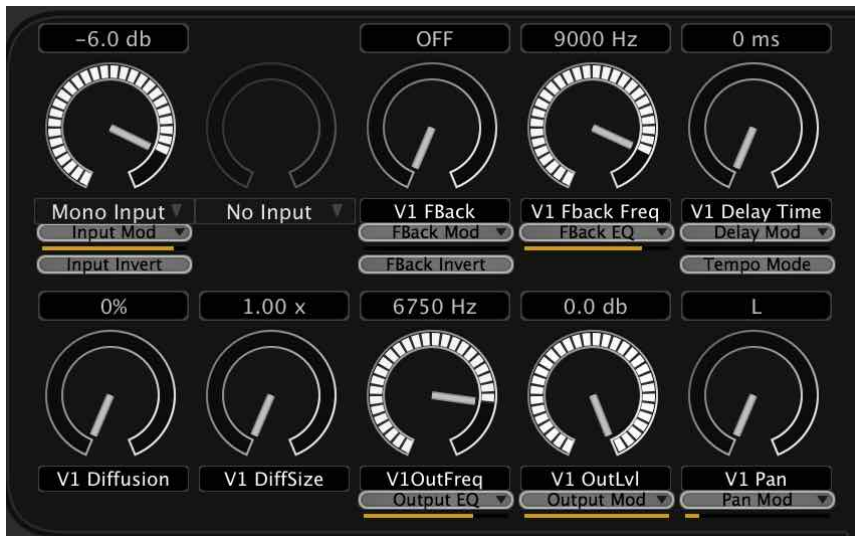 -6.0 db
OFF
9000 Hz
0 ms
Mono Input
No Input
V1 FBack
V1 Fback Freq
V1 Delay Time
Input Mod
FBack Mod
FBack EQ
Delay Mod
Input Invert
FBack Invert
Tempo Mode
0%
1.00 x
6750 Hz
0.0 db
L
V1 Diffusion
V1 DiffSize
V1OutFreq
V1 OutLvl
V1 Pan
Output EQ
Output Mod
Pan Mod